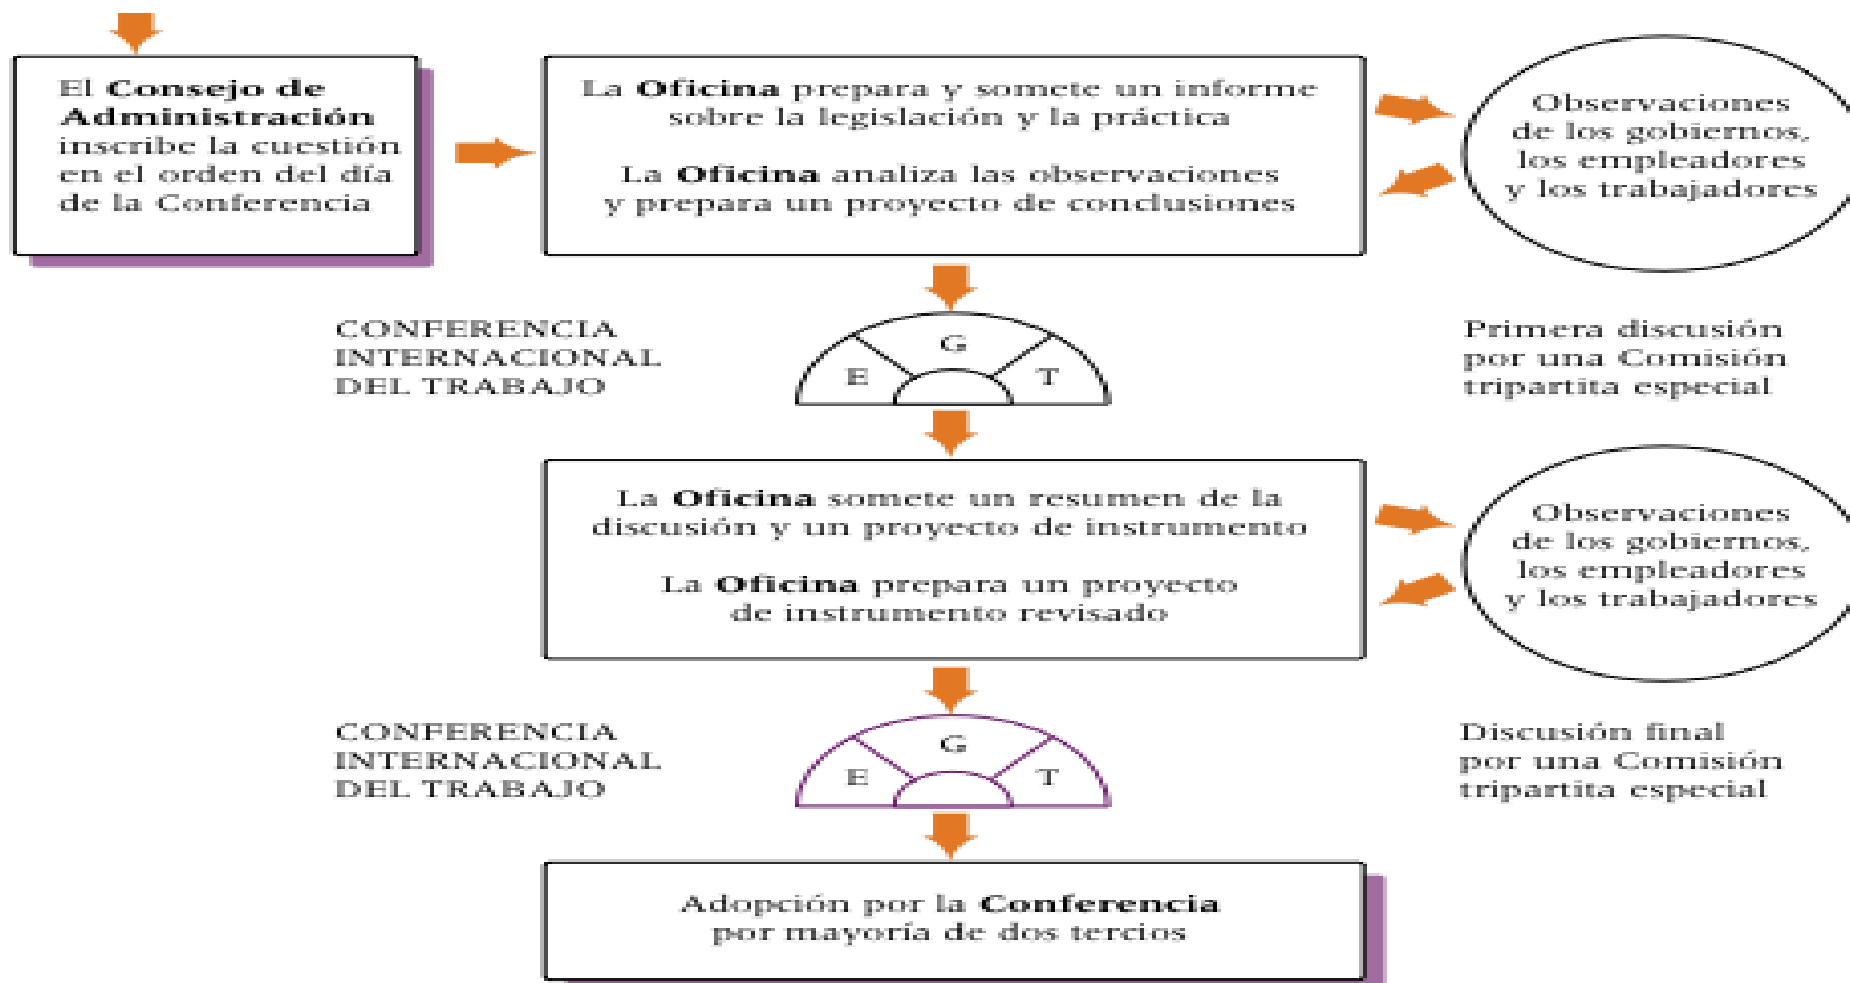 El Consejo de
Administración
inscribe la cuestión
en el orden del día
de la Conferencia
La Oficina prepara y somete un informe
sobre la legislación y la práctica
La Oficina analiza las observaciones
y prepara un proyecto de conclusiones
Observaciones
de los gobiernos,
los empleadores
y los trabajadores
CONFERENCIA
INTERNACIONAL
DEL TRABAJO
G
E
T
Primera discusión
por una Comisión
tripartita especial
La Oficina somete un resumen de la
discusión y un proyecto de instrumento
La Oficina prepara un proyecto
de instrumento revisado
Observaciones
de los gobiernos,
los empleadores
y los trabajadores
CONFERENCIA
INTERNACIONAL
DEL TRABAJO
G
E
T
Discusión final
por una Comisión
tripartita especial
Adopción por la Conferencia
por mayoría de dos tercios